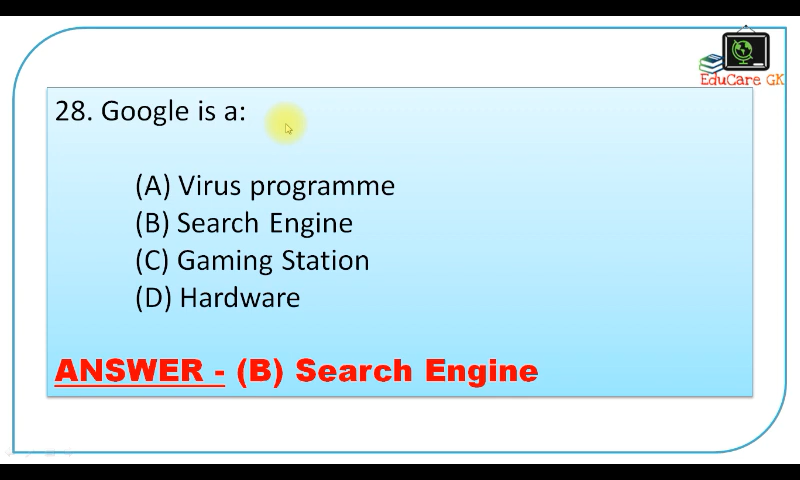 EduCare GK
28. Google is a:
(A) Virus programme
(B) Search Engine
(C) Gaming Station
(D) Hardware
ANSWER - (B) Search Engine